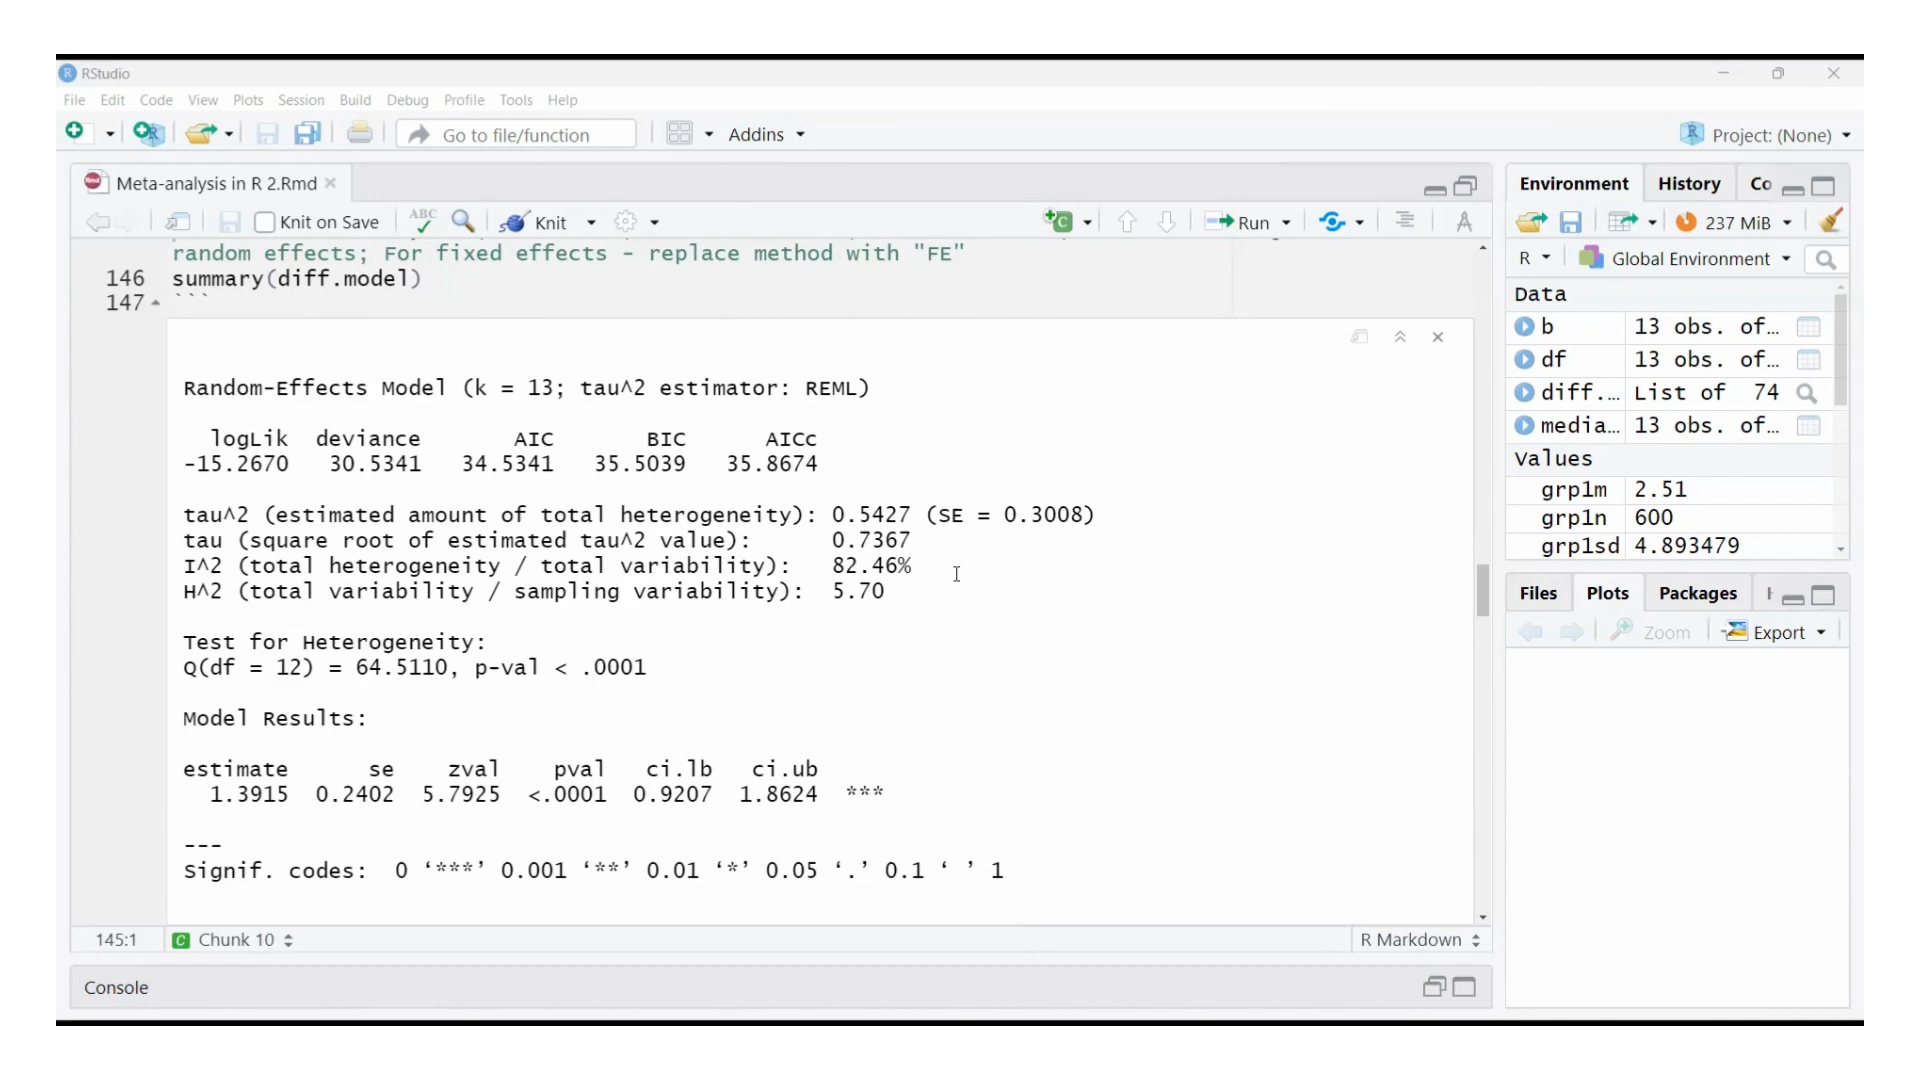 RStudio
File Edit Code View Plots Session Build Debug Profile Tools Help
Go to file/function Addins Project: (None)
Meta-analysis in R 2.Rmd
Knit on Save ABC Knit Run
random effects; For fixed effects - replace method with "FE"
146 summary(diff.model)
147 ```
Random-Effects Model (k = 13; tau^2 estimator: REML)
logLik deviance AIC BIC AICc
-15.2670 30.5341 34.5341 35.5039 35.8674
tau^2 (estimated amount of total heterogeneity): 0.5427 (SE = 0.3008)
tau (square root of estimated tau^2 value): 0.7367
I^2 (total heterogeneity / total variability): 82.46%
H^2 (total variability / sampling variability): 5.70
Test for Heterogeneity:
Q(df = 12) = 64.5110, p-val < .0001
Model Results:
estimate se zval pval ci.lb ci.ub
1.3915 0.2402 5.7925 <.0001 0.9207 1.8624 ***
---
Signif. codes: 0 ‘***’ 0.001 ‘**’ 0.01 ‘*’ 0.05 ‘.’ 0.1 ‘ ’ 1
145:1 C Chunk 10 R Markdown
Console
Environment History Co
237 MiB
R Global Environment
Data
b 13 obs. of…
df 13 obs. of…
diff.… List of 74
media… 13 obs. of…
Values
grp1m 2.51
grp1n 600
grp1sd 4.893479
Files Plots Packages
Zoom Export